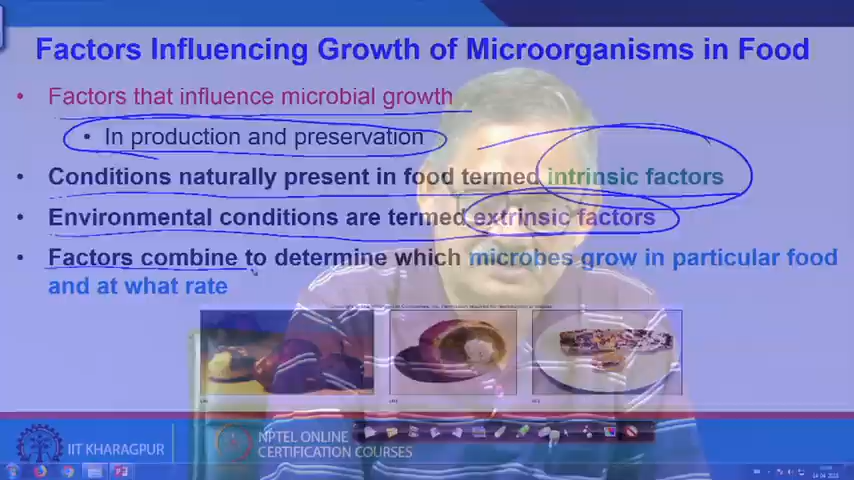 Factors Influencing Growth of Microorganisms in Food
• Factors that influence microbial growth
• In production and preservation
• Conditions naturally present in food termed intrinsic factors
• Environmental conditions are termed extrinsic factors
• Factors combine to determine which microbes grow in particular food
and at what rate
IIT KHARAGPUR
NPTEL ONLINE
CERTIFICATION COURSES